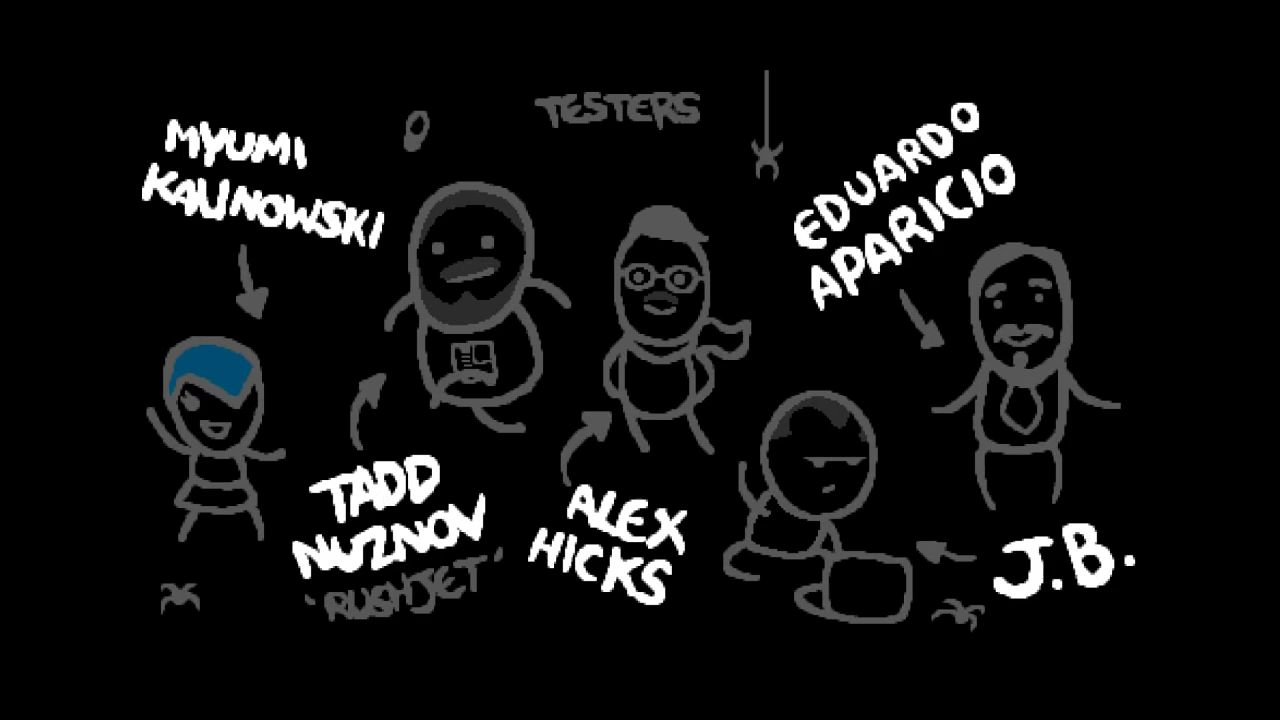 TESTERS
MYUMI
KALINOWSKI
EDUARDO
APARICIO
TADD
NUZNOV
'RUSHJET'
ALEX
HICKS
J.B.